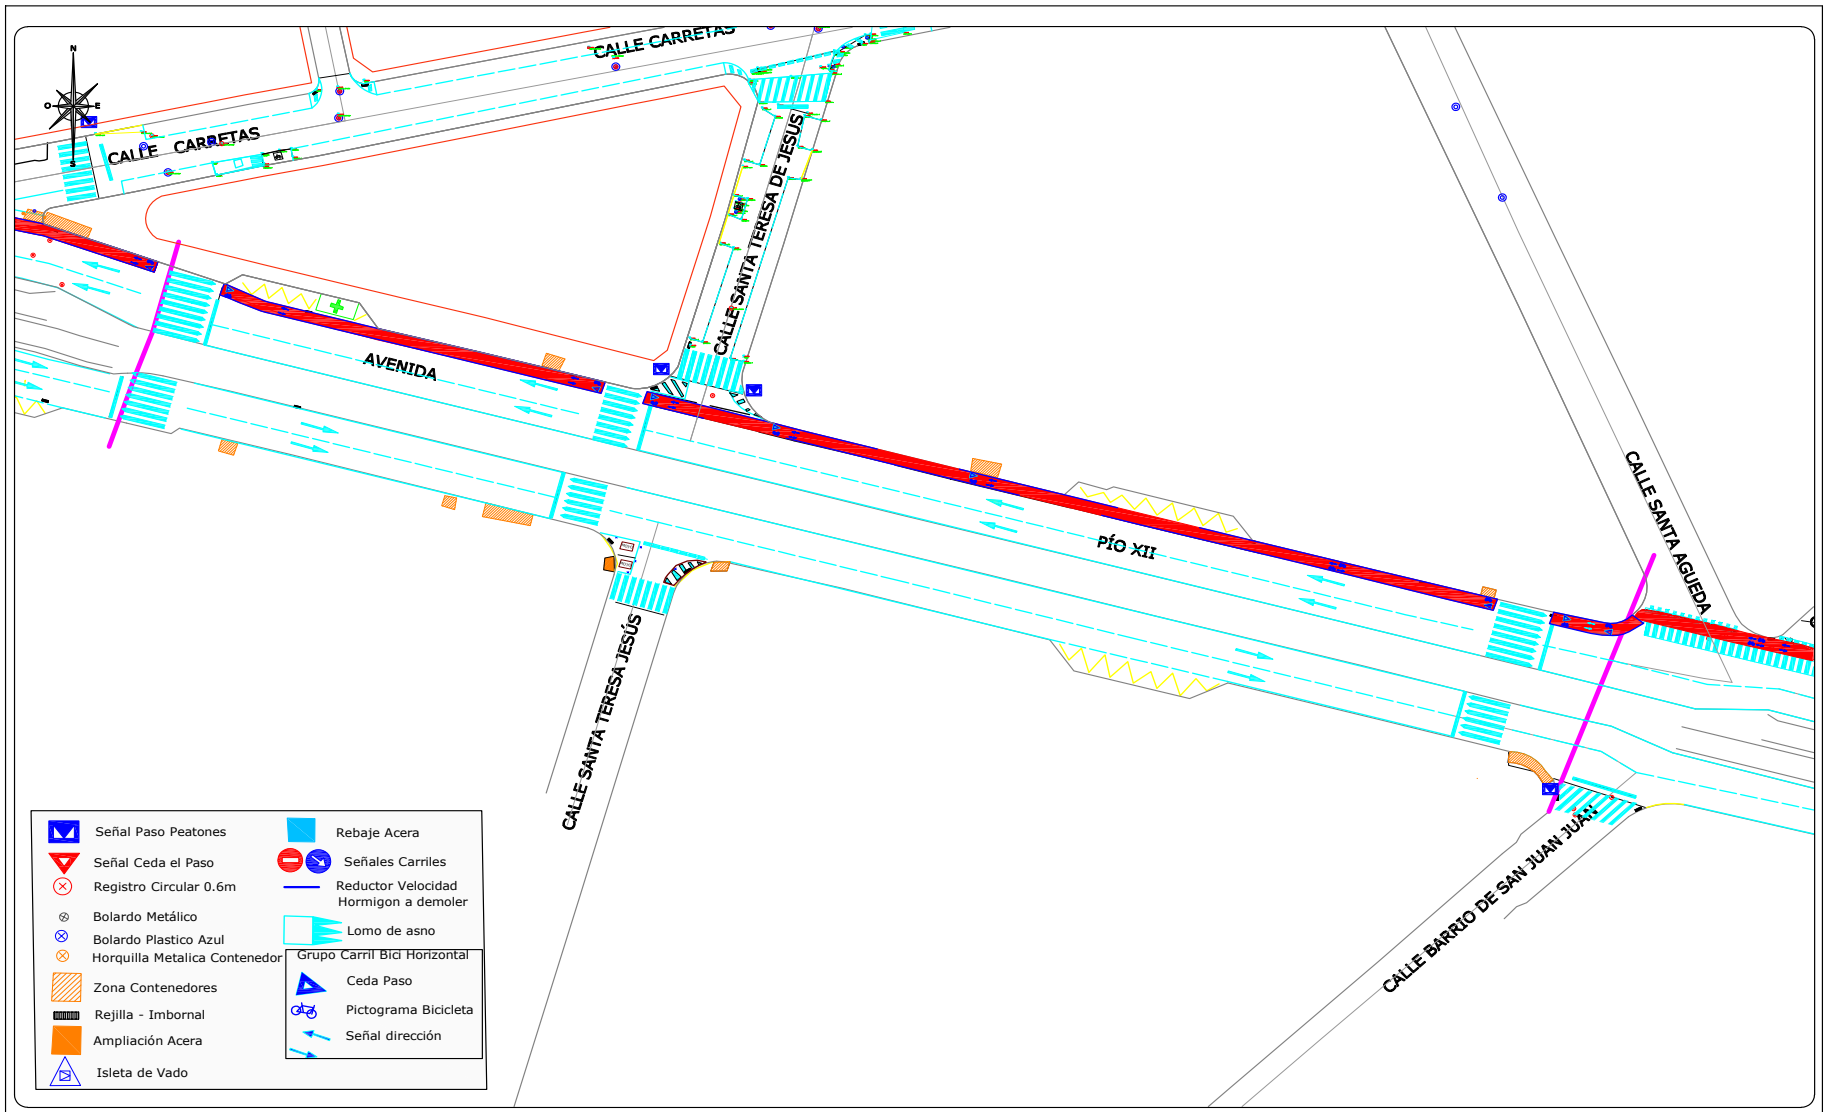 CALLE CARRETAS
N
O
E
S
CALLE CARRETAS
CALLE SANTA TERESA DE JESUS
AVENIDA
PÍO XII
CALLE SANTA AGUEDA
CALLE SANTA TERESA JESÚS
CALLE BARRIO DE SAN JUAN JUAN
Señal Paso Peatones
Señal Ceda el Paso
Registro Circular 0.6m
Bolardo Metálico
Bolardo Plastico Azul
Horquilla Metalica Contenedor
Zona Contenedores
Rejilla - Imbornal
Ampliación Acera
Isleta de Vado
Rebaje Acera
Señales Carriles
Reductor Velocidad
Hormigon a demoler
Lomo de asno
Grupo Carril Bici Horizontal
Ceda Paso
Pictograma Bicicleta
Señal dirección